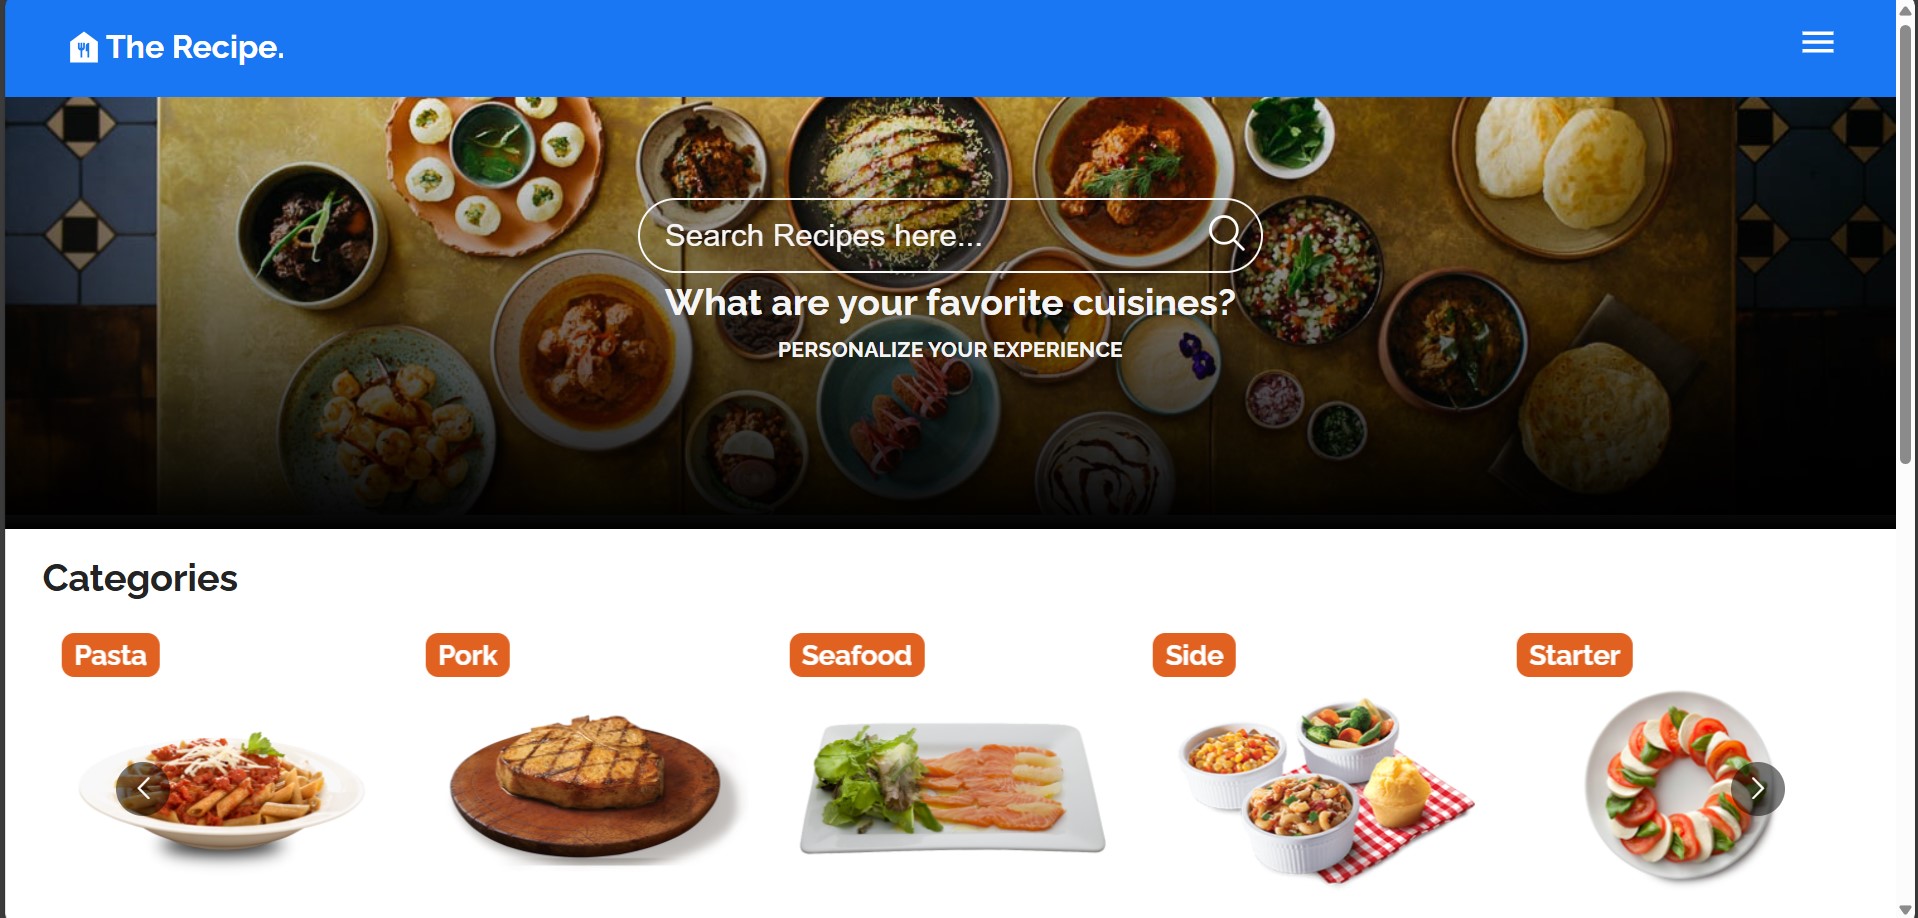 The Recipe.
Search Recipes here...
What are your favorite cuisines?
PERSONALIZE YOUR EXPERIENCE
Categories
Pasta
Pork
Seafood
Side
Starter